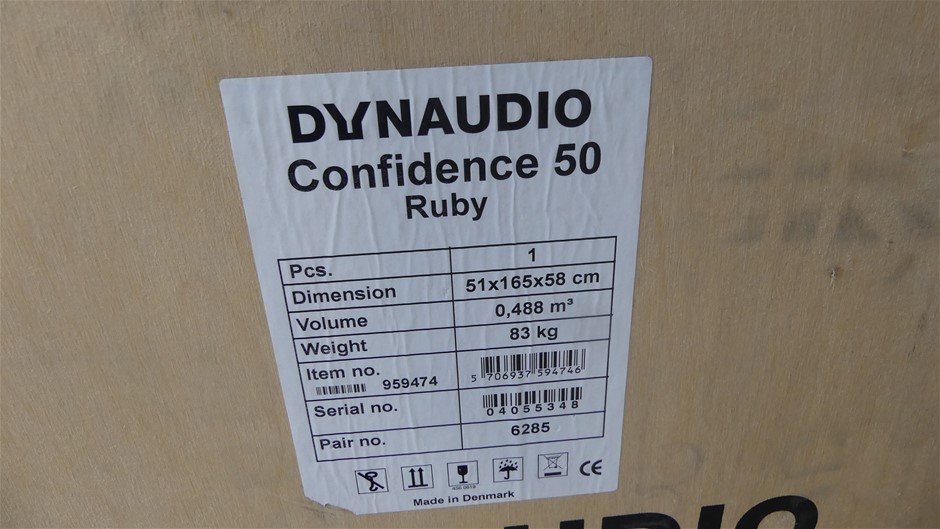 DYNAUDIO
Confidence 50
Ruby
Pcs. 1
Dimension 51x165x58 cm
Volume 0,488 m³
Weight 83 kg
Item no. 959474 5 706937 594746
Serial no. 04055348
Pair no. 6285
CE
Made in Denmark